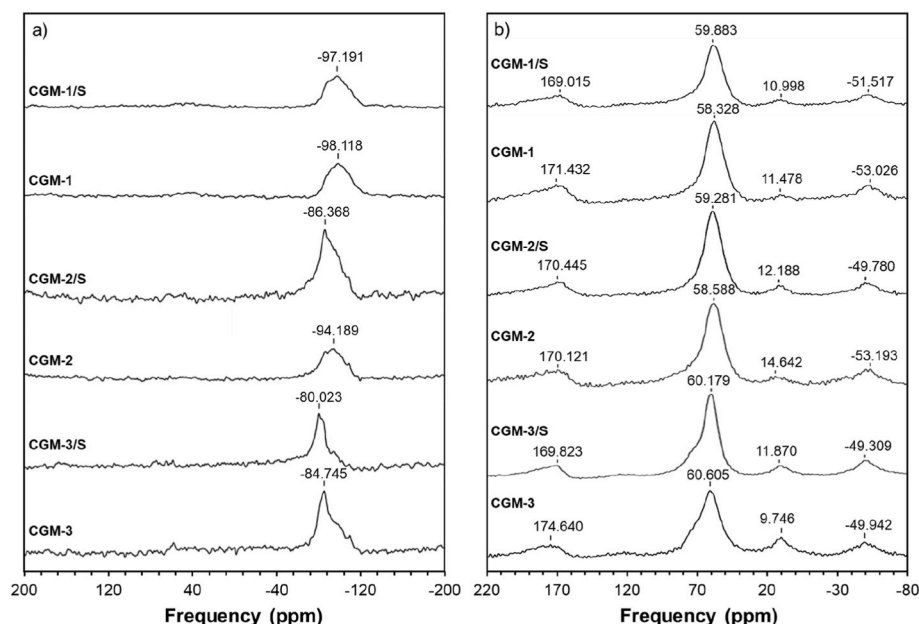 a)
-97.191
CGM-1/S
-98.118
CGM-1
-86.368
CGM-2/S
-94.189
CGM-2
-80.023
CGM-3/S
-84.745
CGM-3
200 120 40 -40 -120 -200
Frequency (ppm)
b)
59.883
CGM-1/S
169.015 10.998 -51.517
58.328
CGM-1
171.432 11.478 -53.026
59.281
CGM-2/S
170.445 12.188 -49.780
58.588
CGM-2
170.121 14.642 -53.193
60.179
CGM-3/S
169.823 11.870 -49.309
60.605
CGM-3
174.640 9.746 -49.942
220 170 120 70 20 -30 -80
Frequency (ppm)